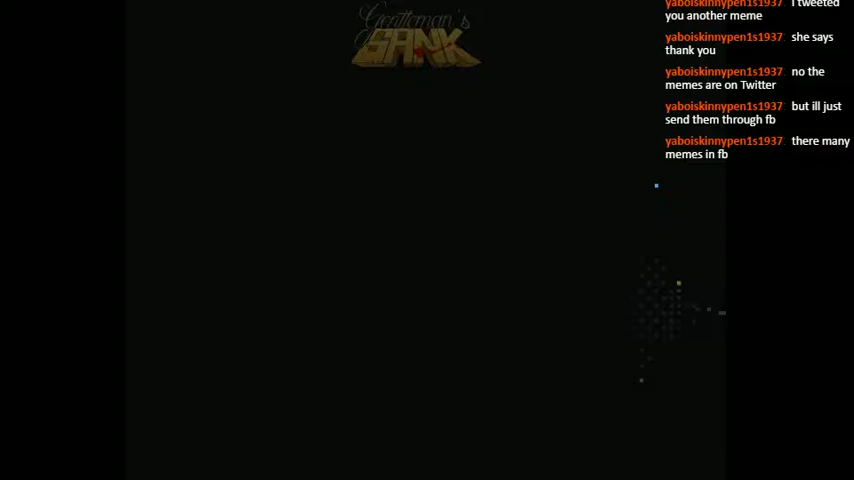 Gentleman's
SANK
yaboiskinnypen1s1937: i tweeted
you another meme
yaboiskinnypen1s1937: she says
thank you
yaboiskinnypen1s1937: no the
memes are on Twitter
yaboiskinnypen1s1937: but ill just
send them through fb
yaboiskinnypen1s1937: there many
memes in fb